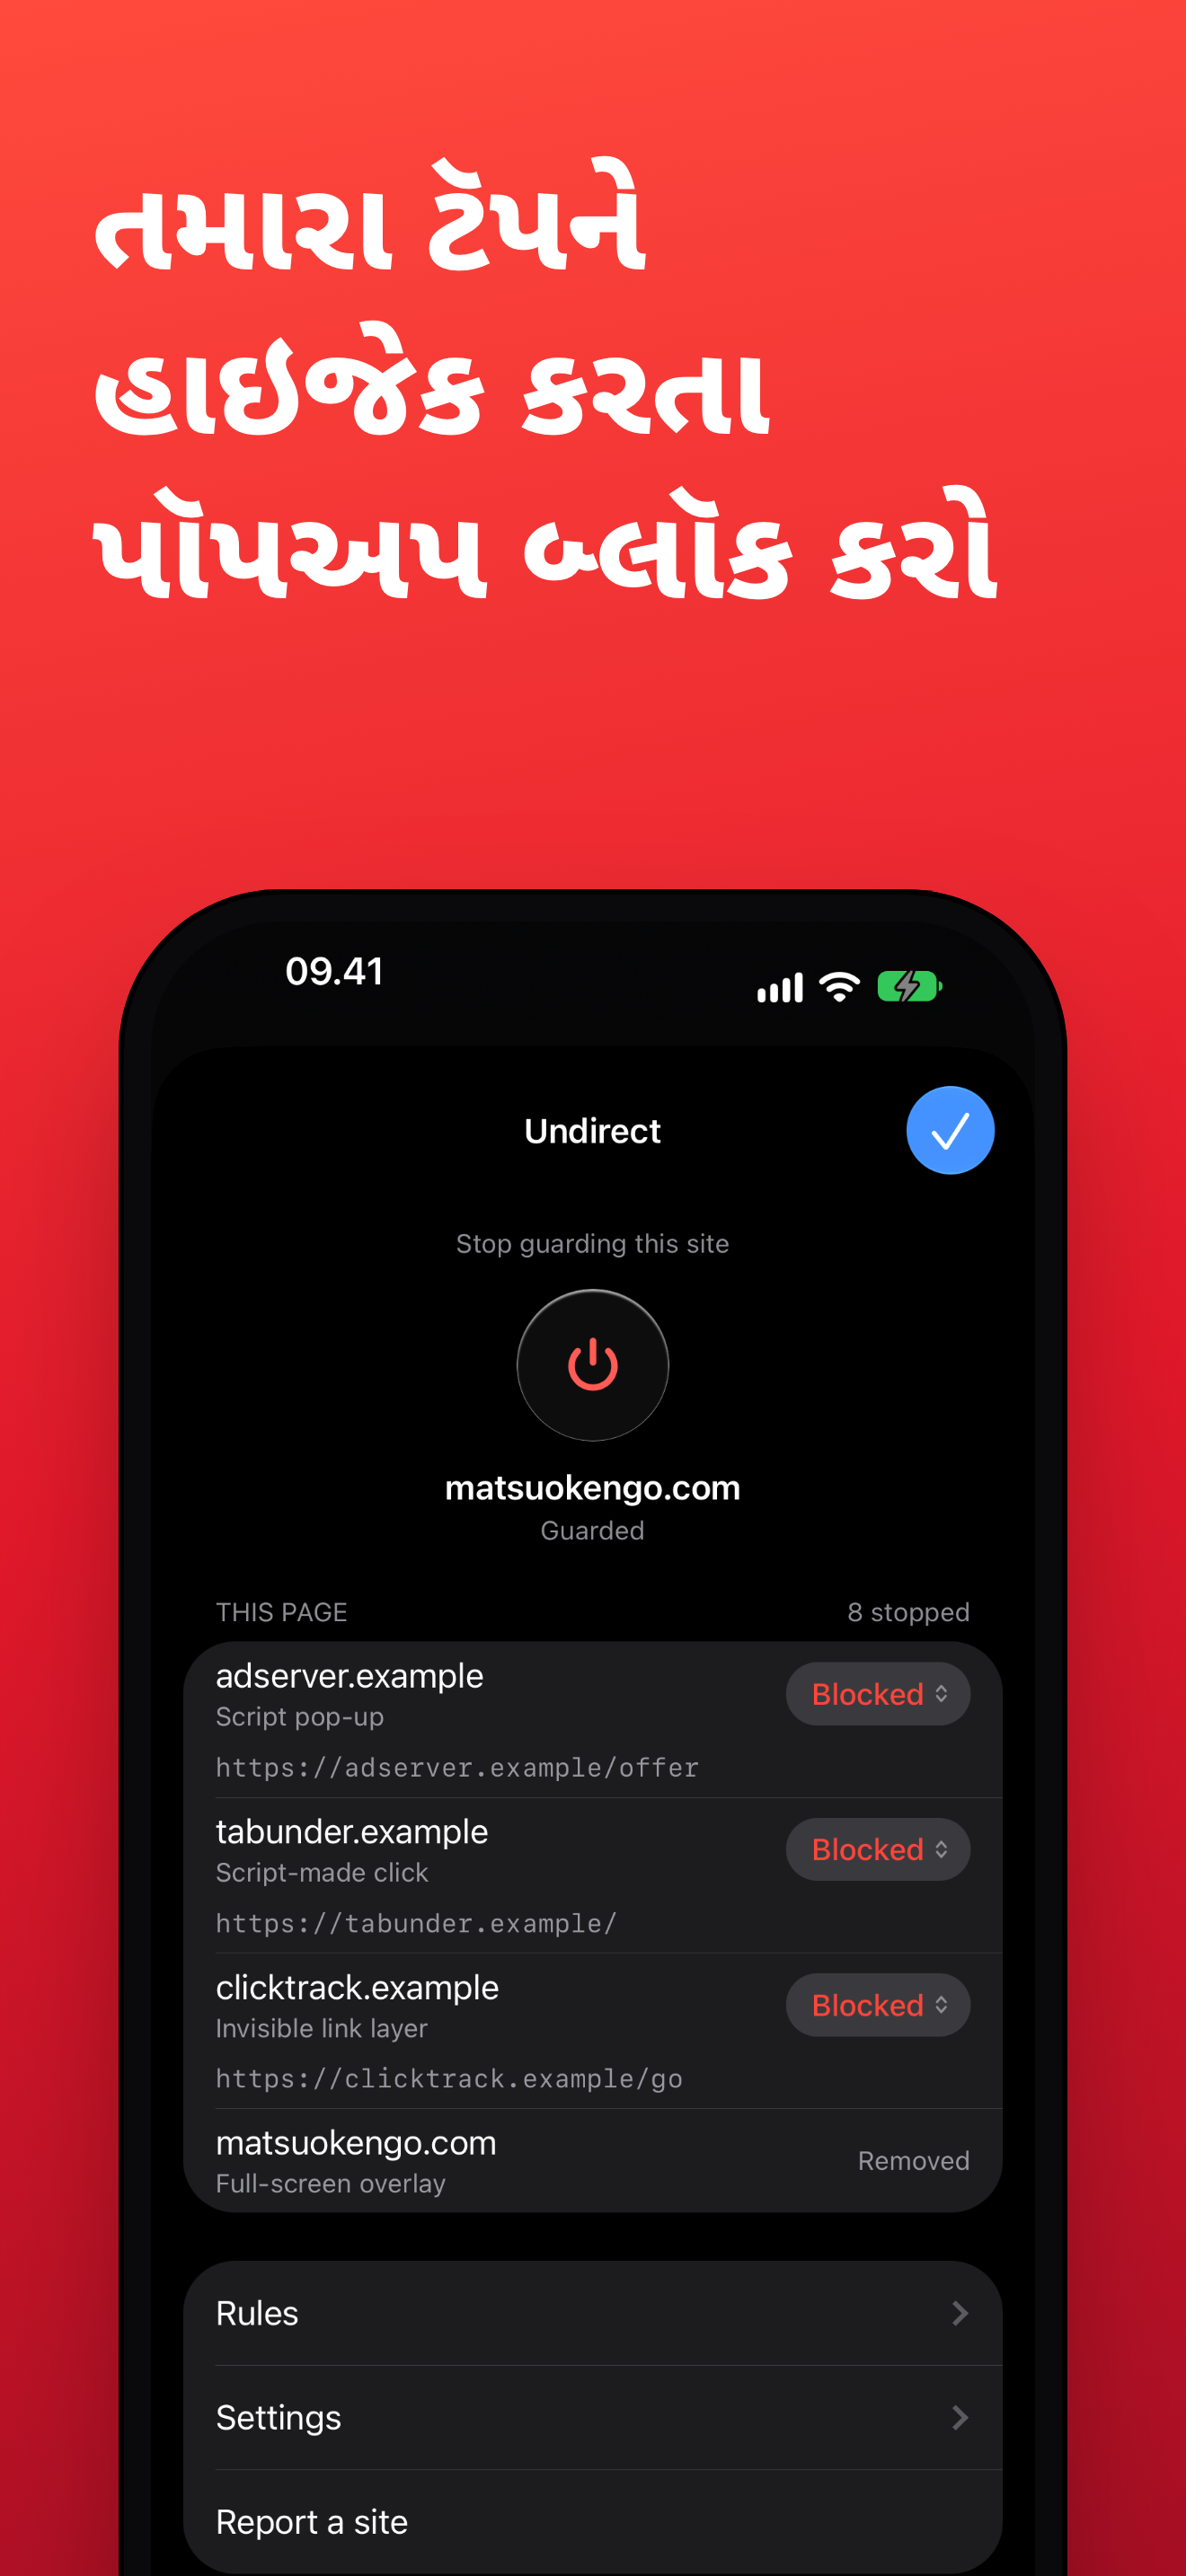 તમારા ટૅપને
હાઇજેક કરતા
પૉપઅપ બ્લૉક કરો
09.41
Undirect
Stop guarding this site
matsuokengo.com
Guarded
THIS PAGE 8 stopped
adserver.example Blocked
Script pop-up
https://adserver.example/offer
tabunder.example Blocked
Script-made click
https://tabunder.example/
clicktrack.example Blocked
Invisible link layer
https://clicktrack.example/go
matsuokengo.com Removed
Full-screen overlay
Rules
Settings
Report a site